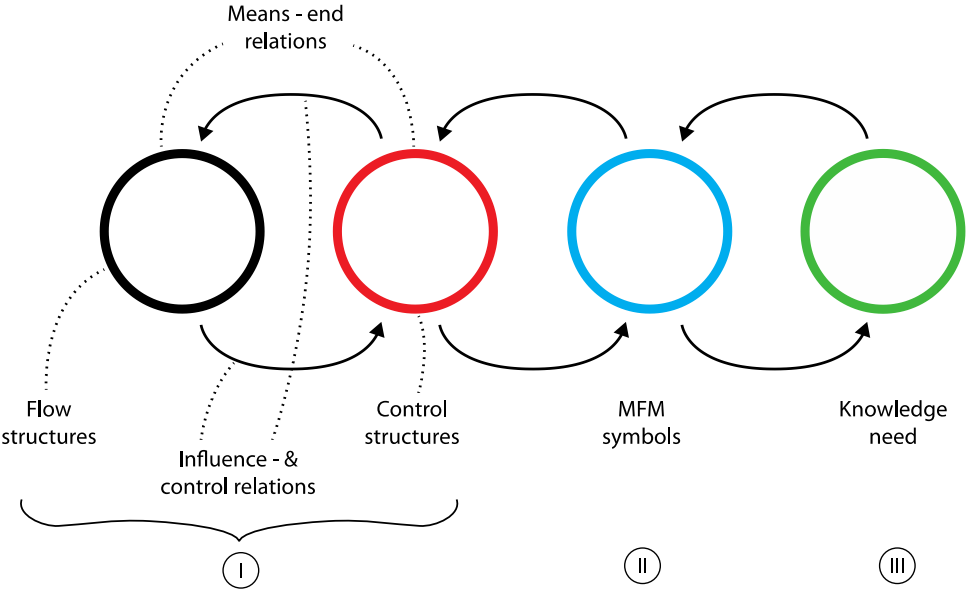 Means - end
relations
Flow
structures
Control
structures
MFM
symbols
Knowledge
need
Influence - &
control relations
I
II
III